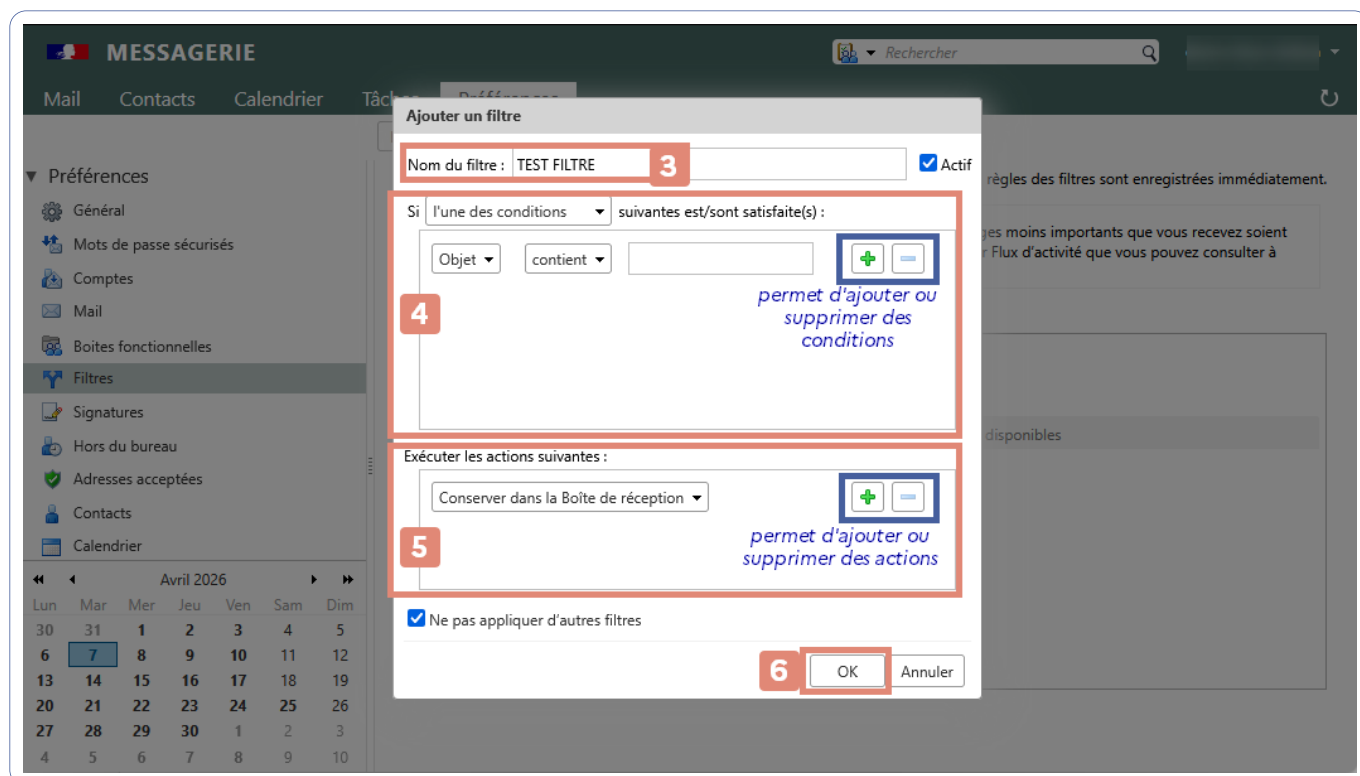 MESSAGERIE
Rechercher
Mail Contacts Calendrier
Ajouter un filtre
Nom du filtre : TEST FILTRE 3 Actif
Préférences
règles des filtres sont enregistrées immédiatement.
Général
Si l'une des conditions suivantes est/sont satisfaite(s) :
moins importants que vous recevez soient
Mots de passe sécurisés
Flux d'activité que vous pouvez consulter à
Objet contient
Comptes
permet d'ajouter ou
supprimer des
conditions
4
Mail
Boites fonctionnelles
Filtres
Signatures
disponibles
Hors du bureau
Exécuter les actions suivantes :
Adresses acceptées
Conserver dans la Boîte de réception
Contacts
permet d'ajouter ou
supprimer des actions
5
Calendrier
Avril 2026
Lun Mar Mer Jeu Ven Sam Dim
30 31 1 2 3 4 5
6 7 8 9 10 11 12
13 14 15 16 17 18 19
20 21 22 23 24 25 26
27 28 29 30 1 2 3
4 5 6 7 8 9 10
Ne pas appliquer d'autres filtres
6 OK Annuler